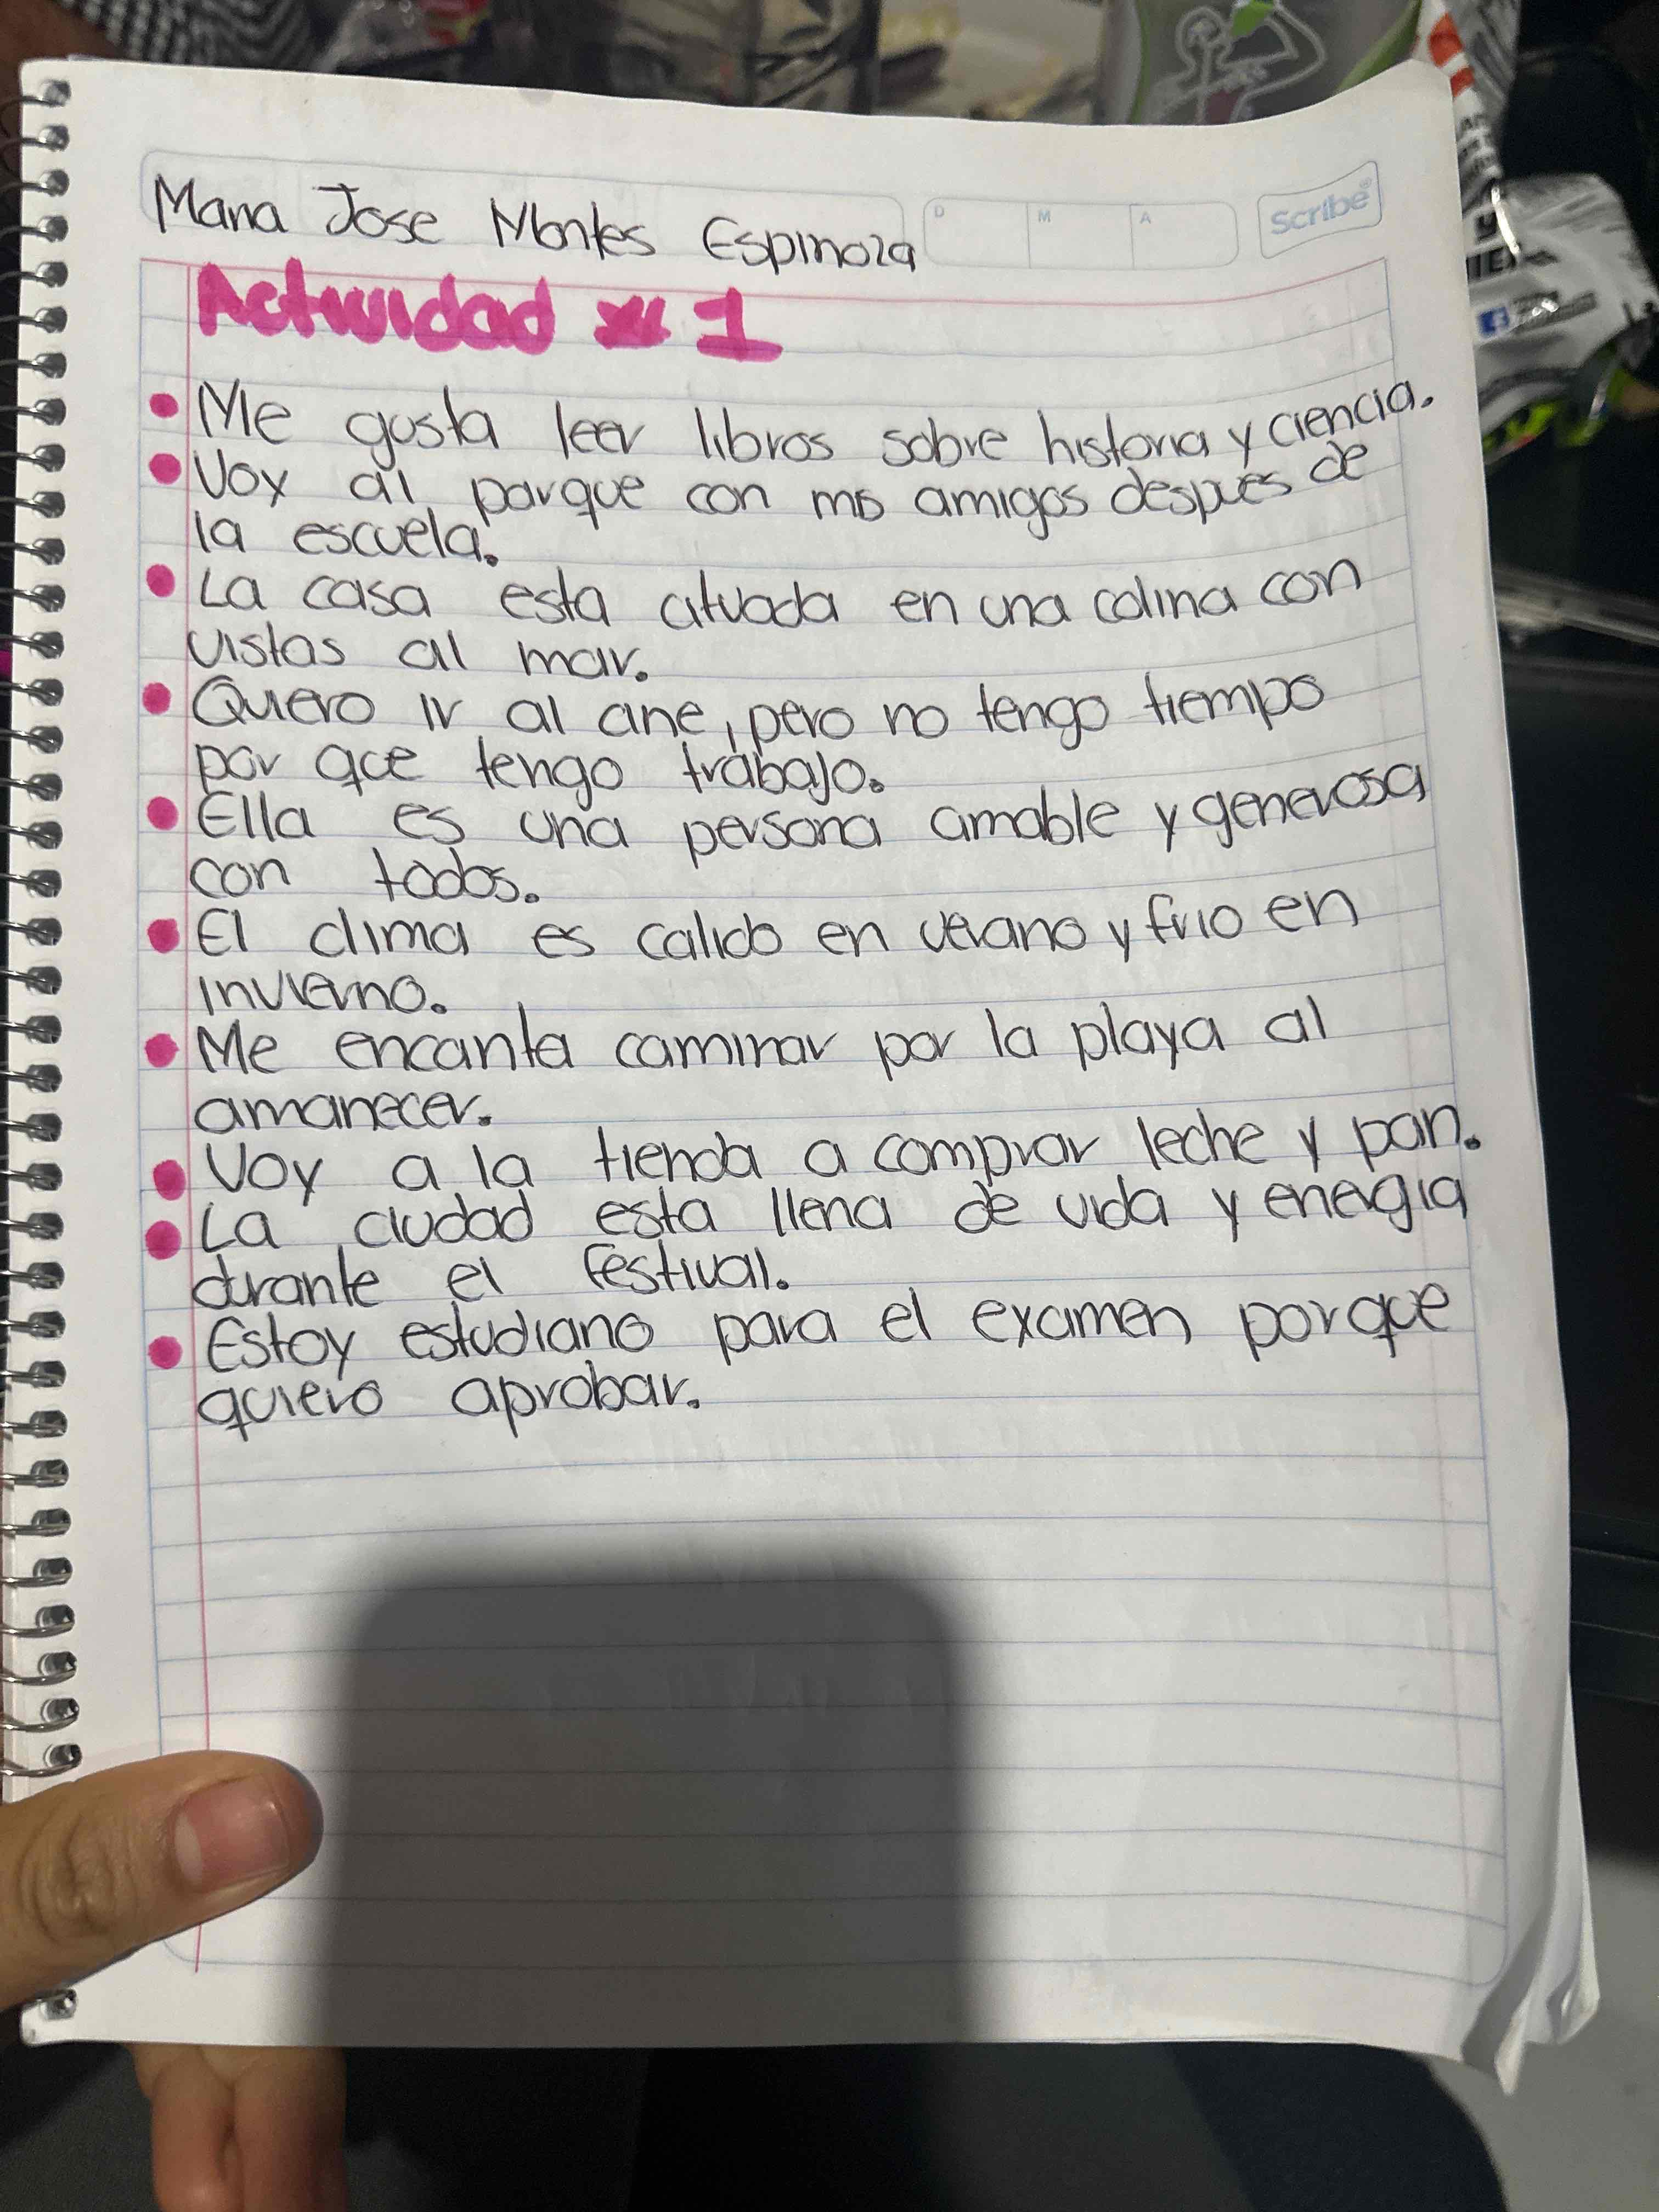 Maria Jose Montes Espinoza
D M A
Scribe
Actividad 1
Me gusta leer libros sobre historia y ciencia.
Voy al parque con mis amigos después de
la escuela.
La casa esta cituada en una colina con
vistas al mar.
Quiero ir al cine, pero no tengo tiempo
por que tengo trabajo.
Ella es una persona amable y generosa
con todos.
El clima es calido en verano y frio en
invierno.
Me encanta caminar por la playa al
amanecer.
Voy a la tienda a comprar leche y pan.
La ciudad esta llena de vida y energia
durante el festival.
Estoy estudiano para el examen porque
quiero aprobar.